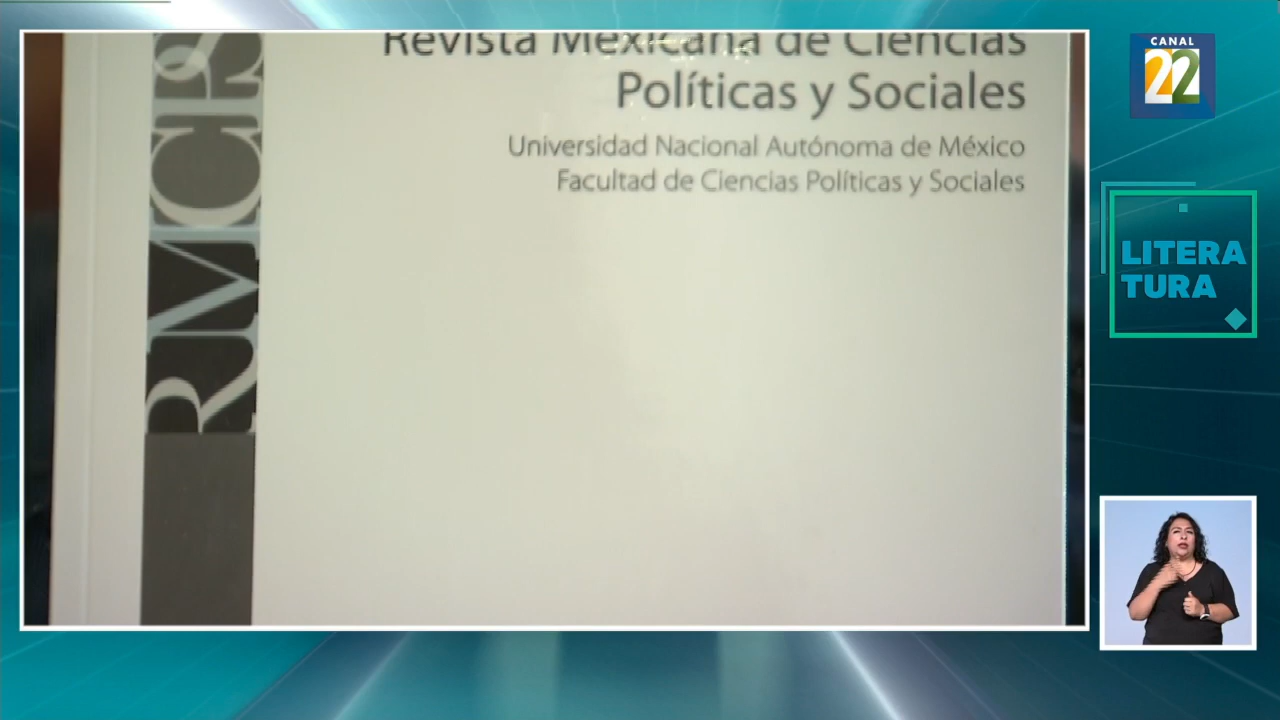 Revista Mexicana de Ciencias
Políticas y Sociales
Universidad Nacional Autónoma de México
Facultad de Ciencias Políticas y Sociales
RMCPS
CANAL
22
LITERA
TURA